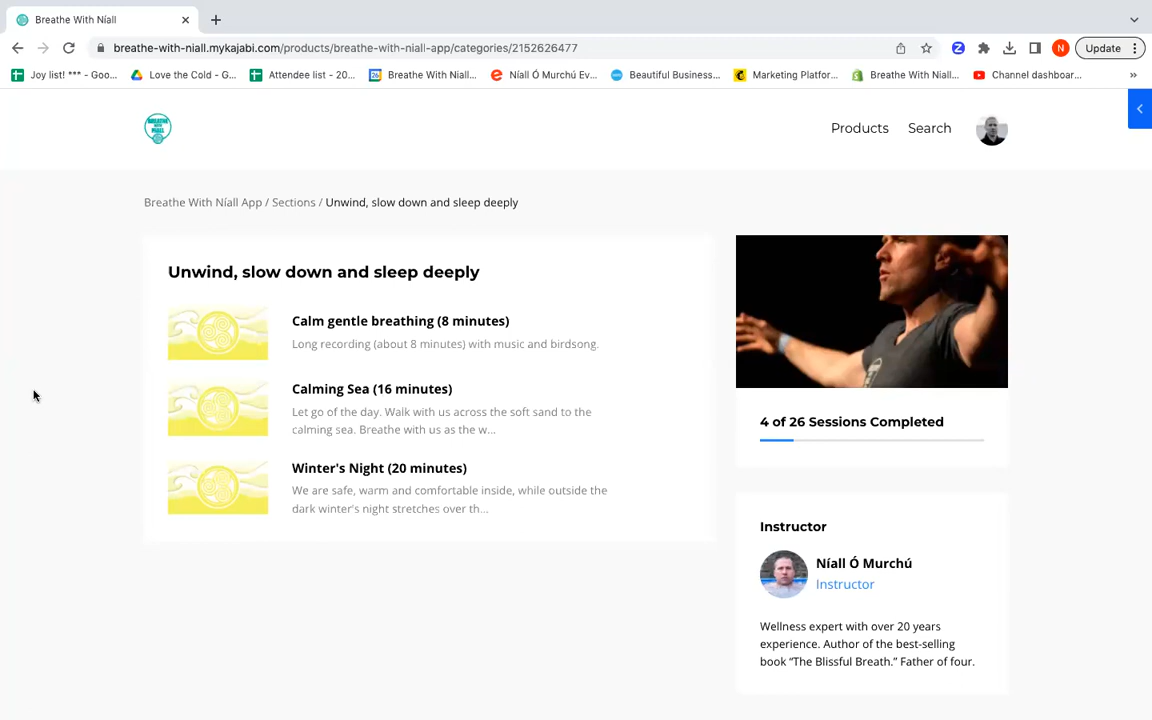 Breathe With Níall
breathe-with-niall.mykajabi.com/products/breathe-with-niall-app/categories/2152626477
N
Update
Joy list! *** - Goo...
Love the Cold - G...
Attendee list - 20...
26
Breathe With Níall...
Níall Ó Murchú Ev...
Beautiful Business...
Marketing Platfor...
Breathe With Níall...
Channel dashboar...
BREATHE
WITH
NIALL
Products
Search
Breathe With Níall App / Sections / Unwind, slow down and sleep deeply
Unwind, slow down and sleep deeply
Calm gentle breathing (8 minutes)
Long recording (about 8 minutes) with music and birdsong.
Calming Sea (16 minutes)
Let go of the day. Walk with us across the soft sand to the
calming sea. Breathe with us as the w...
Winter's Night (20 minutes)
We are safe, warm and comfortable inside, while outside the
dark winter's night stretches over th...
4 of 26 Sessions Completed
Instructor
Níall Ó Murchú
Instructor
Wellness expert with over 20 years
experience. Author of the best-selling
book “The Blissful Breath.” Father of four.